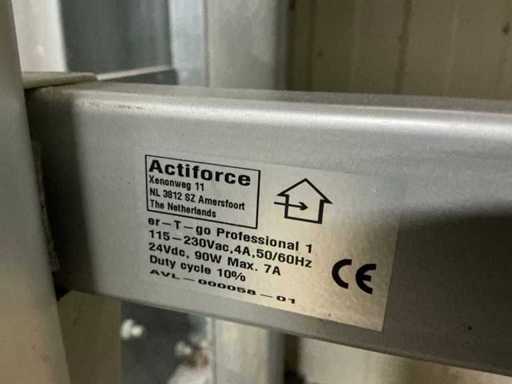 Actiforce
Xenonweg 11
NL 3812 SZ Amersfoort
The Netherlands
er-T-go Professional 1
115-230Vac,4A,50/60Hz
24Vdc, 90W Max. 7A
Duty cycle 10%
AVL-000058-01
CE